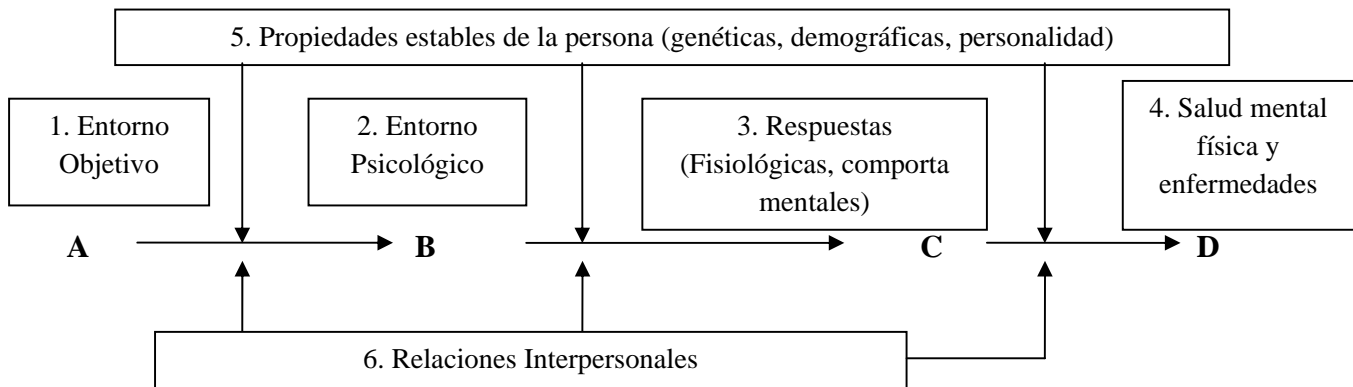 5. Propiedades estables de la persona (genéticas, demográficas, personalidad)
1. Entorno
Objetivo
2. Entorno
Psicológico
3. Respuestas
(Fisiológicas, comporta
mentales)
4. Salud mental
física y
enfermedades
A
B
C
D
6. Relaciones Interpersonales